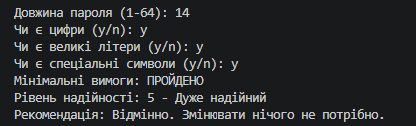 Довжина пароля (1-64): 14
Чи є цифри (y/n): y
Чи є великі літери (y/n): y
Чи є спеціальні символи (y/n): y
Мінімальні вимоги: ПРОЙДЕНО
Рівень надійності: 5 - Дуже надійний
Рекомендація: Відмінно. Змінювати нічого не потрібно.